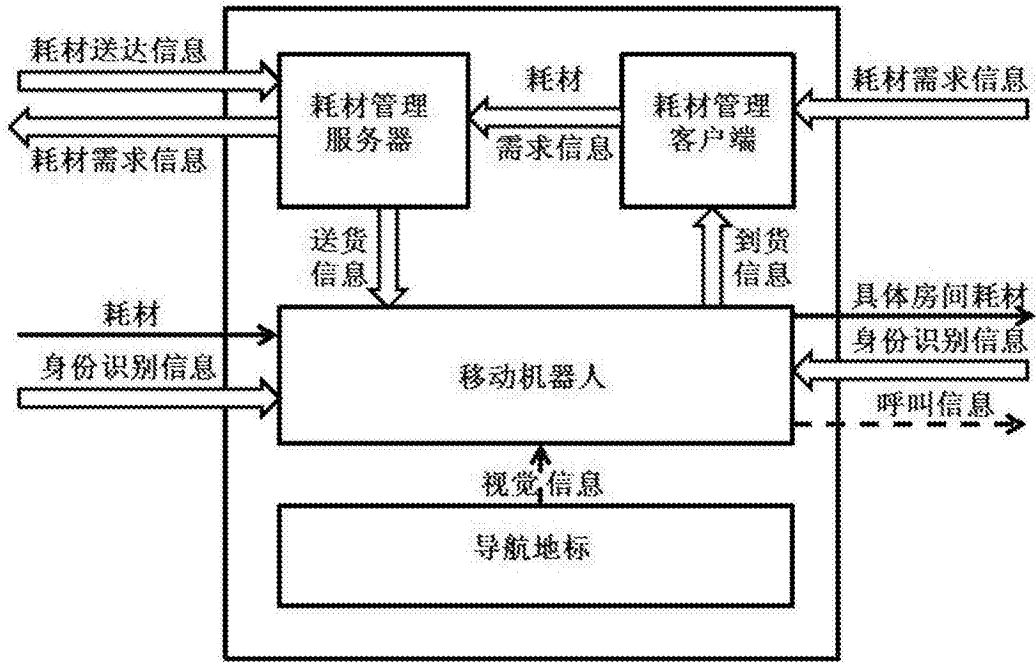 耗材送达信息
耗材需求信息
耗材管理
服务器
耗材
需求信息
耗材管理
客户端
耗材需求信息
送货
信息
到货
信息
耗材
身份识别信息
移动机器人
具体房间耗材
身份识别信息
呼叫信息
视觉信息
导航地标